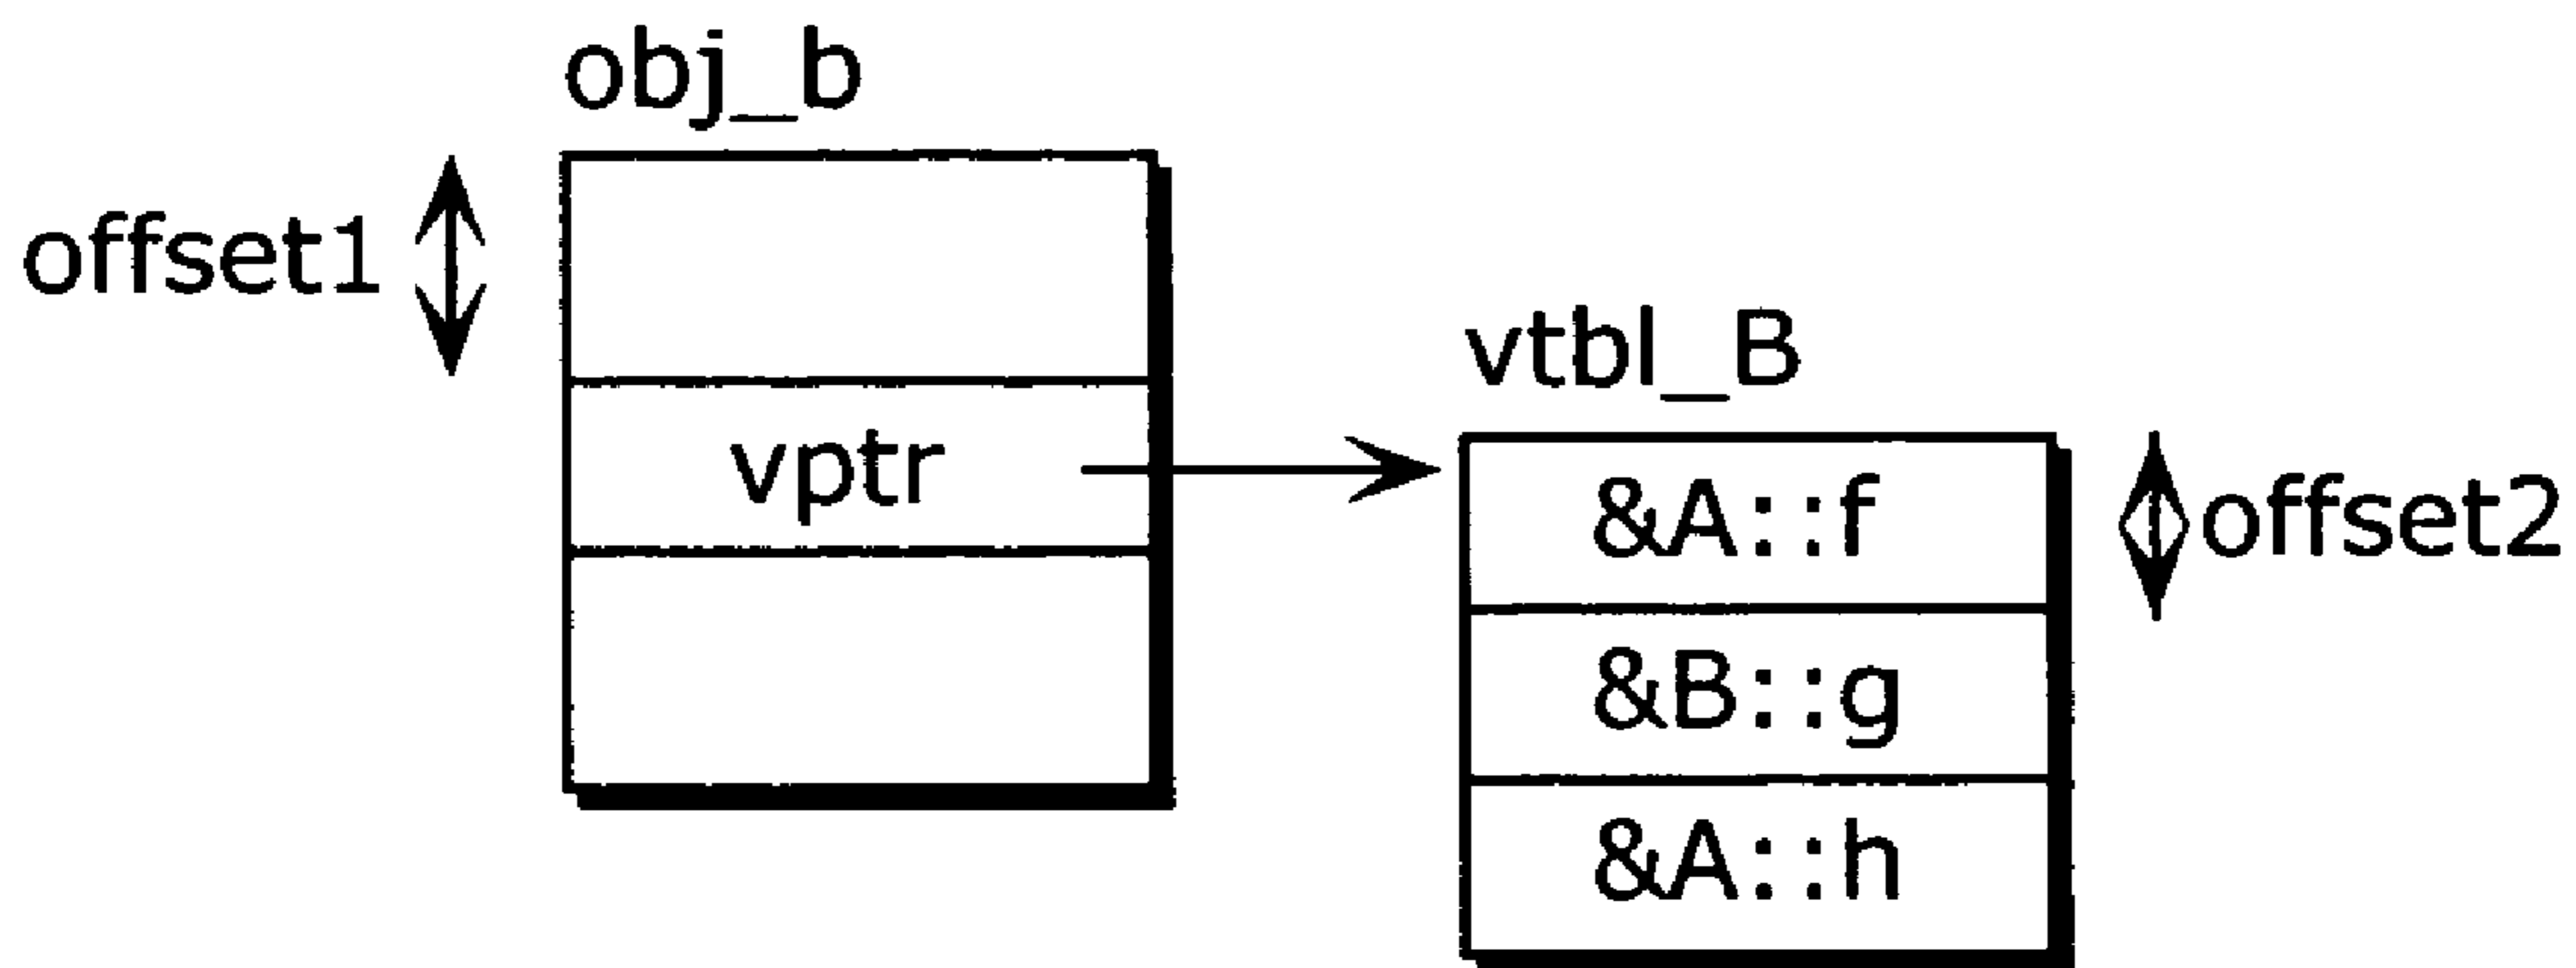 obj_b
offset1
vptr
vtbl_B
&A::f
offset2
&B::g
&A::h